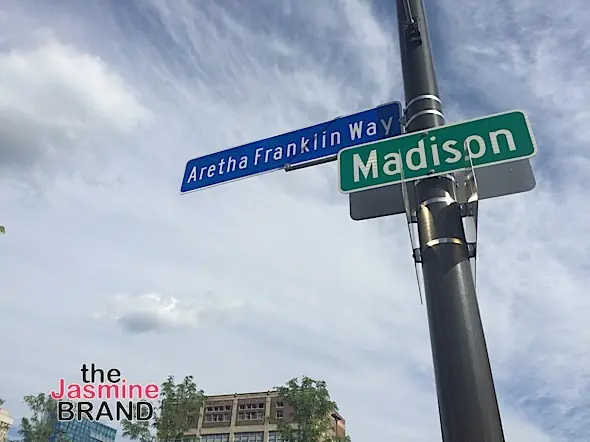 Aretha Franklin Way
Madison
the
Jasmine
BRAND